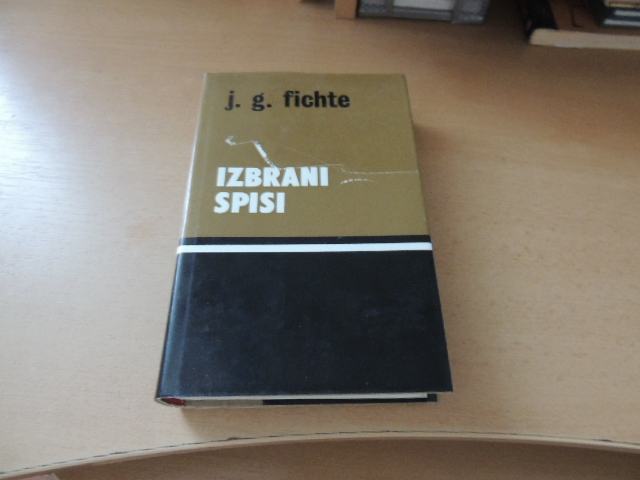 j. g. fichte
IZBRANI
SPISI